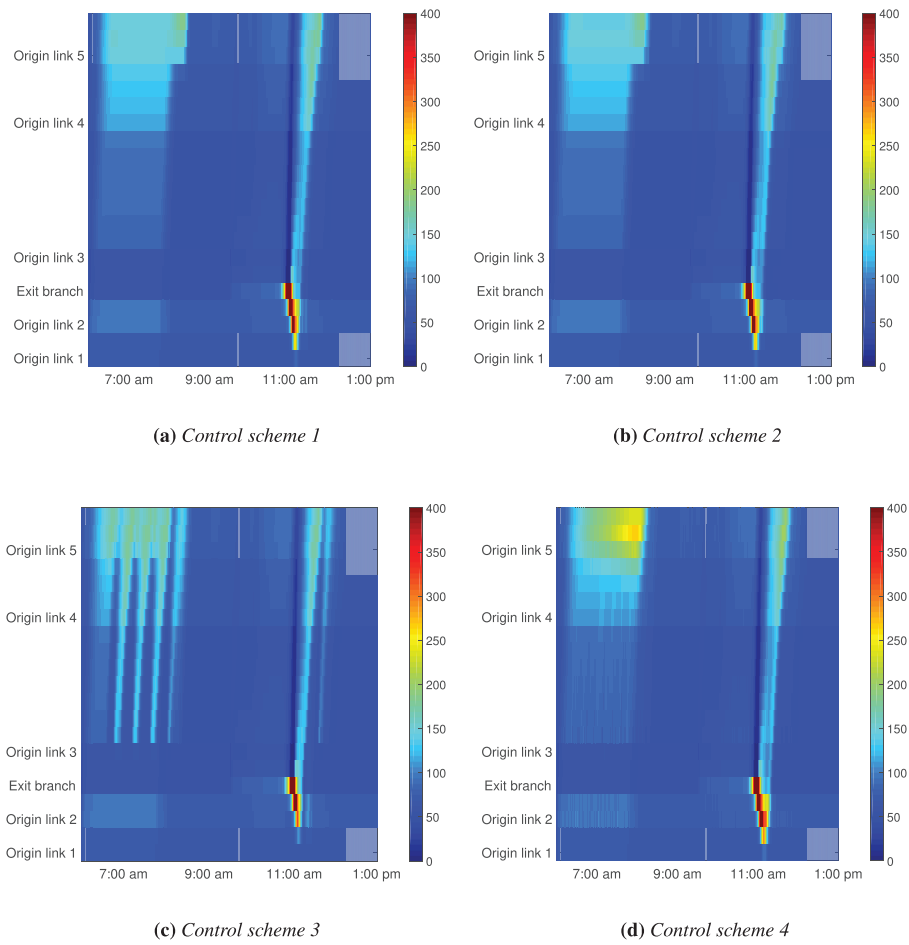 400
350
300
250
200
150
100
50
0
Origin link 5
Origin link 4
Origin link 3
Exit branch
Origin link 2
Origin link 1
7:00 am 9:00 am 11:00 am 1:00 pm
(a) Control scheme 1
400
350
300
250
200
150
100
50
0
Origin link 5
Origin link 4
Origin link 3
Exit branch
Origin link 2
Origin link 1
7:00 am 9:00 am 11:00 am 1:00 pm
(b) Control scheme 2
400
350
300
250
200
150
100
50
0
Origin link 5
Origin link 4
Origin link 3
Exit branch
Origin link 2
Origin link 1
7:00 am 9:00 am 11:00 am 1:00 pm
(c) Control scheme 3
400
350
300
250
200
150
100
50
0
Origin link 5
Origin link 4
Origin link 3
Exit branch
Origin link 2
Origin link 1
7:00 am 9:00 am 11:00 am 1:00 pm
(d) Control scheme 4